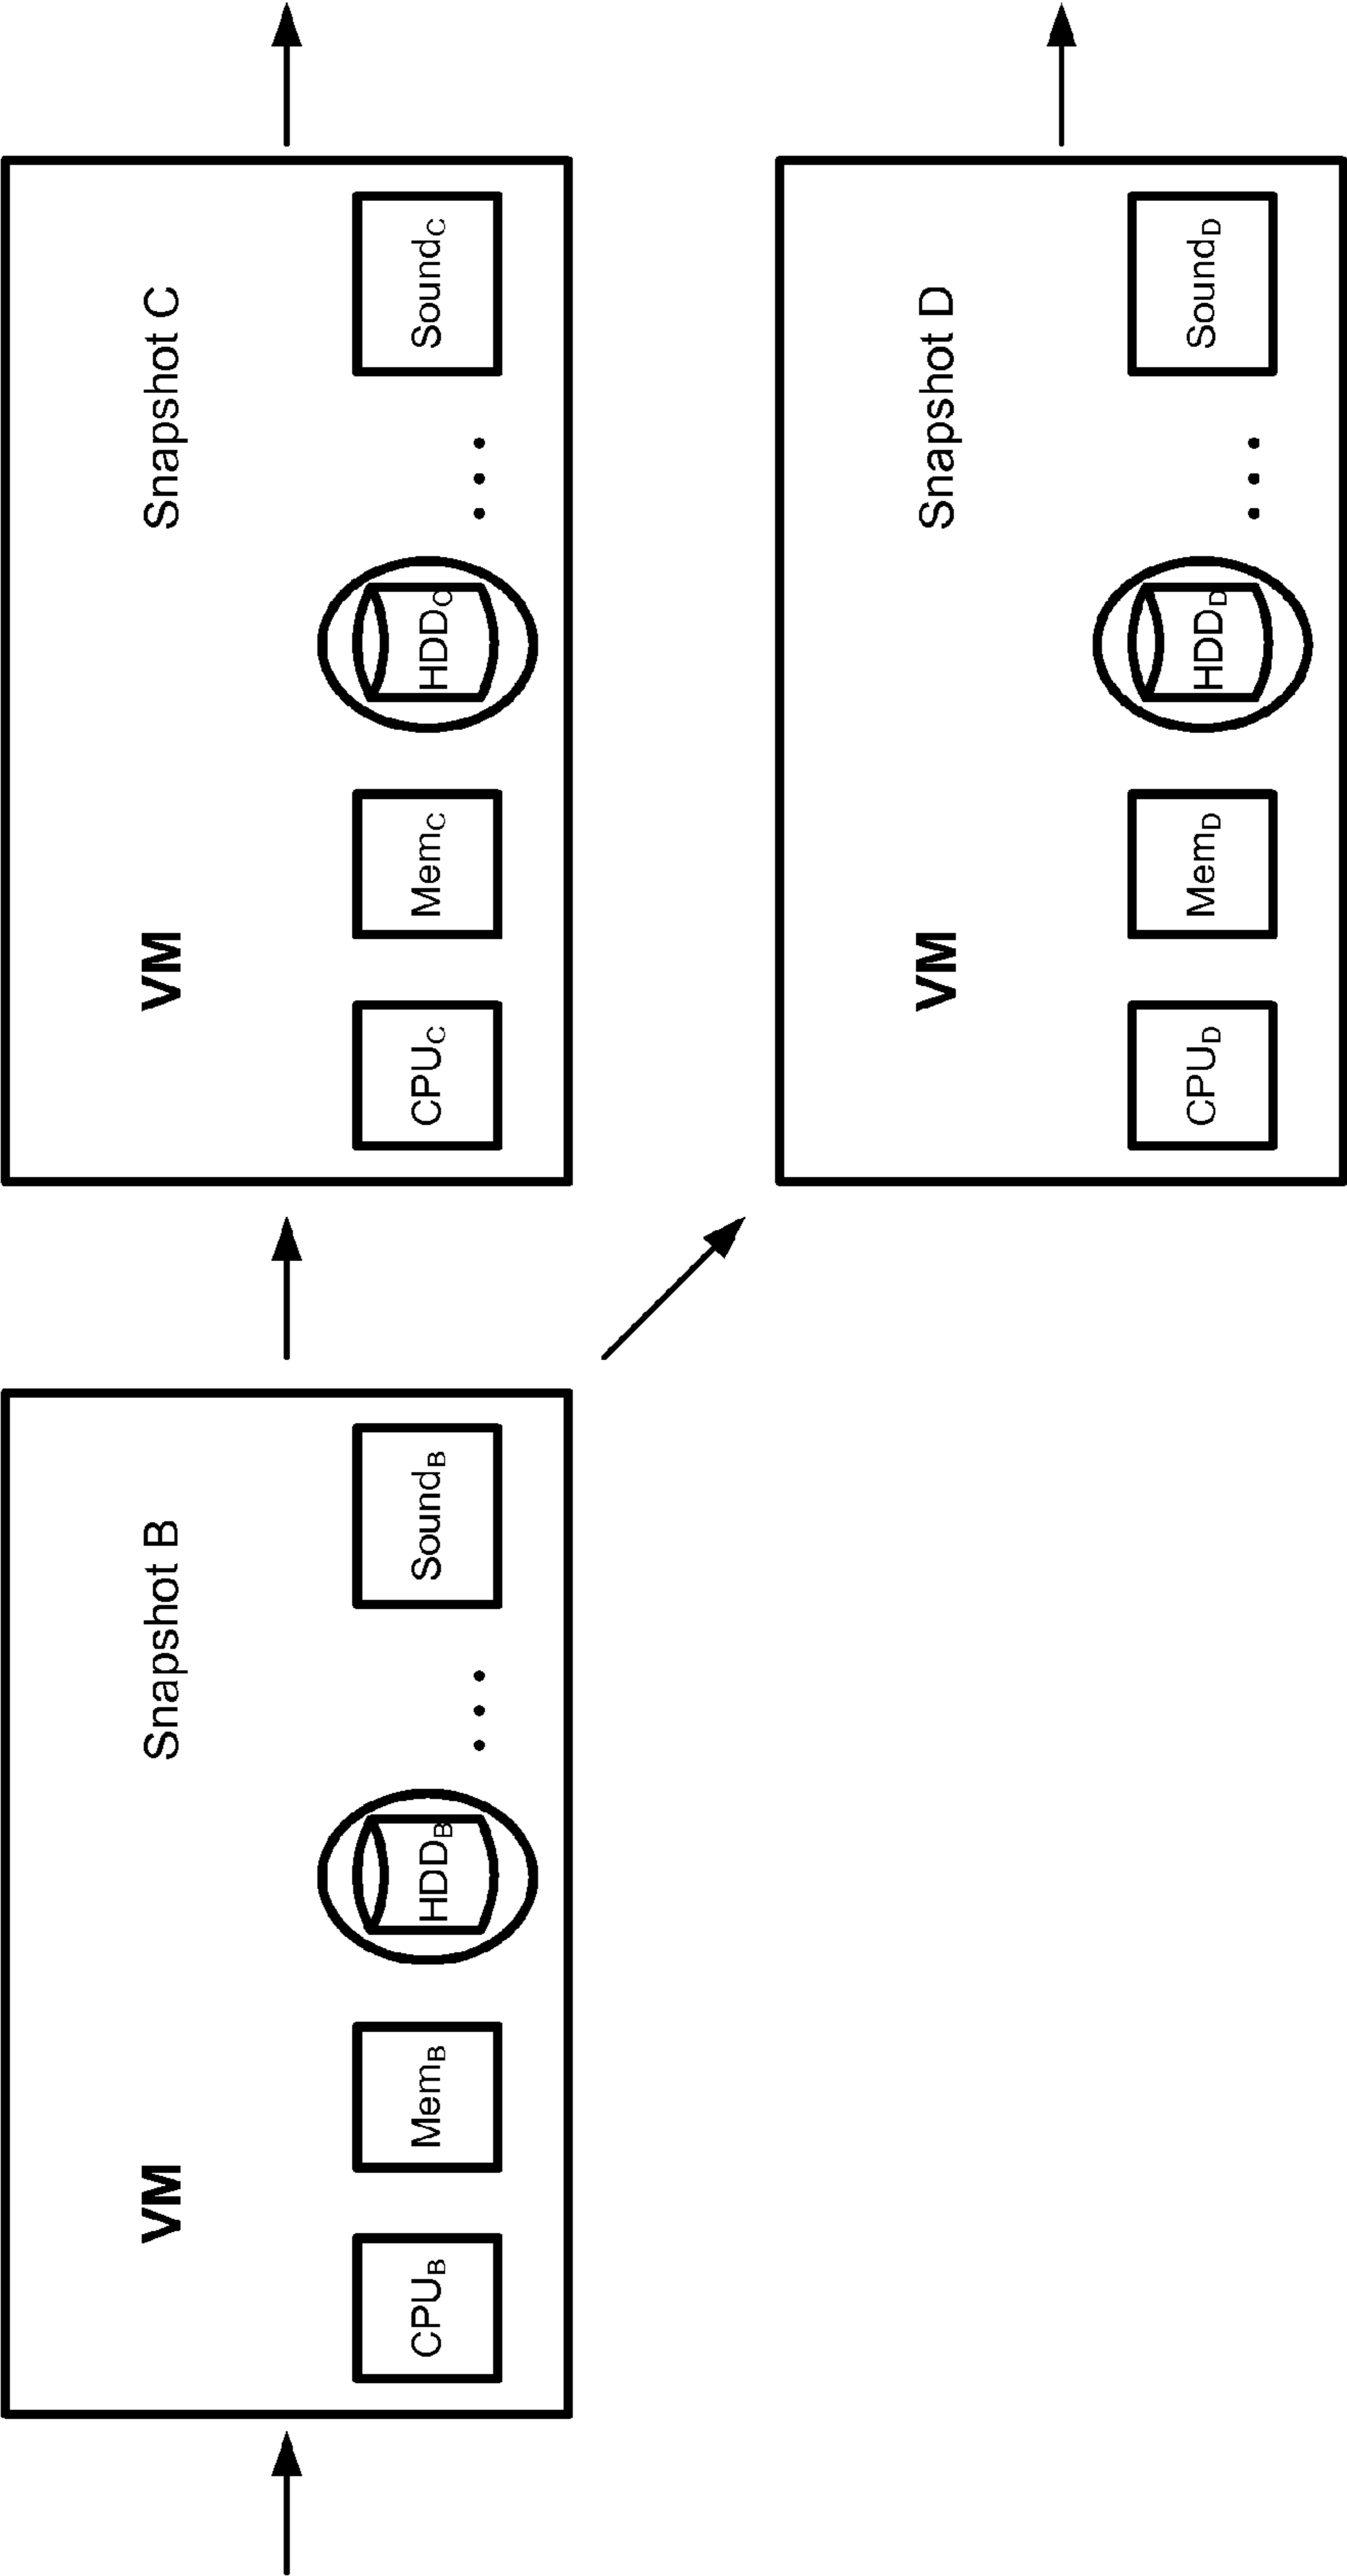 VM Snapshot B
CPU_B Mem_B HDD_B ... Sound_B
VM Snapshot C
CPU_C Mem_C HDD_C ... Sound_C
VM Snapshot D
CPU_D Mem_D HDD_D ... Sound_D